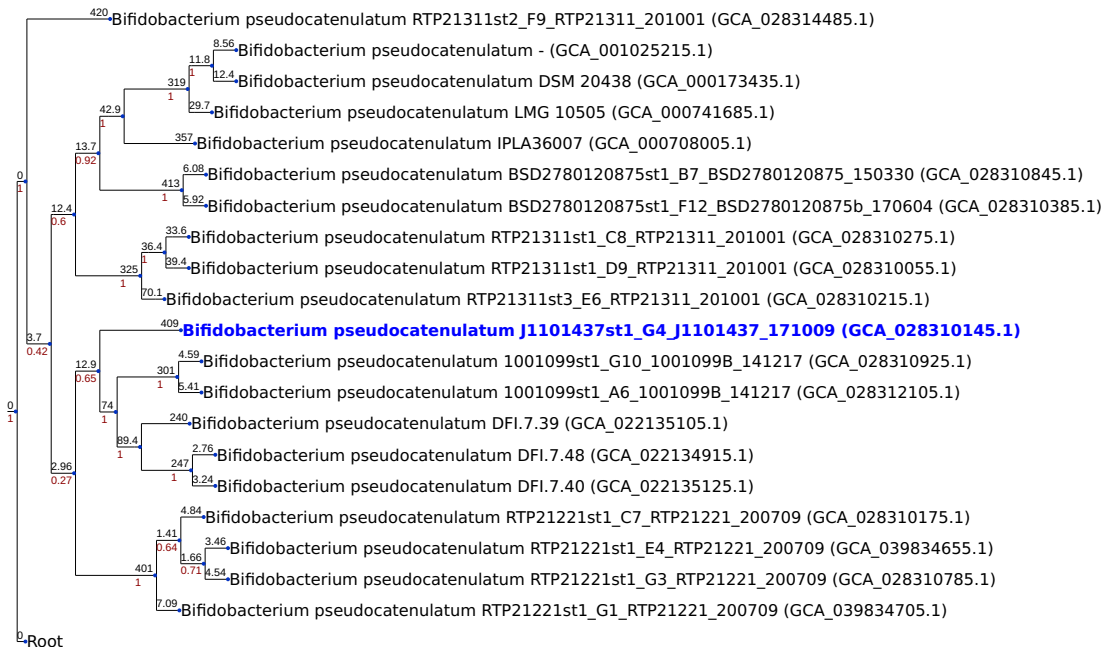 420 Bifidobacterium pseudocatenulatum RTP21311st2_F9_RTP21311_201001 (GCA_028314485.1)
8.56 Bifidobacterium pseudocatenulatum - (GCA_001025215.1)
11.8
1
12.4 Bifidobacterium pseudocatenulatum DSM 20438 (GCA_000173435.1)
319
1
29.7 Bifidobacterium pseudocatenulatum LMG 10505 (GCA_000741685.1)
42.9
1
357 Bifidobacterium pseudocatenulatum IPLA36007 (GCA_000708005.1)
13.7
0.92
6.08 Bifidobacterium pseudocatenulatum BSD2780120875st1_B7_BSD2780120875_150330 (GCA_028310845.1)
0
1
413
1
5.92 Bifidobacterium pseudocatenulatum BSD2780120875st1_F12_BSD2780120875b_170604 (GCA_028310385.1)
12.4
0.6
33.6 Bifidobacterium pseudocatenulatum RTP21311st1_C8_RTP21311_201001 (GCA_028310275.1)
36.4
1
39.4 Bifidobacterium pseudocatenulatum RTP21311st1_D9_RTP21311_201001 (GCA_028310055.1)
325
1
70.1 Bifidobacterium pseudocatenulatum RTP21311st3_E6_RTP21311_201001 (GCA_028310215.1)
409 Bifidobacterium pseudocatenulatum J1101437st1_G4_J1101437_171009 (GCA_028310145.1)
3.7
0.42
4.59 Bifidobacterium pseudocatenulatum 1001099st1_G10_1001099B_141217 (GCA_028310925.1)
12.9
0.65
301
1
5.41 Bifidobacterium pseudocatenulatum 1001099st1_A6_1001099B_141217 (GCA_028312105.1)
0
1
74
1
240 Bifidobacterium pseudocatenulatum DFI.7.39 (GCA_022135105.1)
89.4
1
2.76 Bifidobacterium pseudocatenulatum DFI.7.48 (GCA_022134915.1)
2.96
0.27
247
1
3.24 Bifidobacterium pseudocatenulatum DFI.7.40 (GCA_022135125.1)
4.84 Bifidobacterium pseudocatenulatum RTP21221st1_C7_RTP21221_200709 (GCA_028310175.1)
1.41
0.64
3.46 Bifidobacterium pseudocatenulatum RTP21221st1_E4_RTP21221_200709 (GCA_039834655.1)
1.66
0.71
4.54 Bifidobacterium pseudocatenulatum RTP21221st1_G3_RTP21221_200709 (GCA_028310785.1)
401
1
7.09 Bifidobacterium pseudocatenulatum RTP21221st1_G1_RTP21221_200709 (GCA_039834705.1)
0 Root